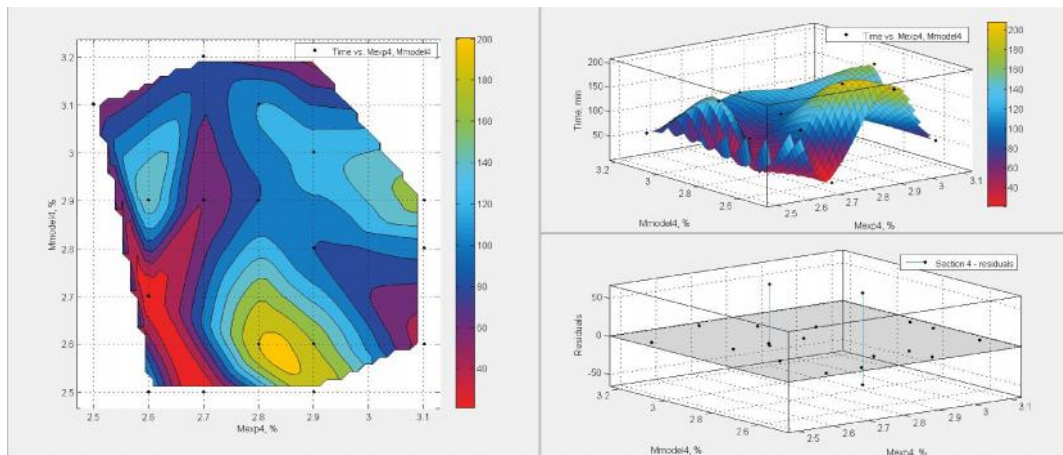 Time vs. Mexp4, Mmodel4
3.2
3.1
3
2.9
2.8
2.7
2.6
2.5
Mmodel4, %
2.5 2.6 2.7 2.8 2.9 3 3.1
Mexp4, %
200
180
160
140
120
100
80
60
40
Time vs. Mexp4, Mmodel4
200
150
100
50
Time, min
3.2
3
2.8
2.6
Mmodel4, %
2.5 2.6 2.7 2.8 2.9 3 3.1
Mexp4, %
200
180
160
140
120
100
80
60
40
Section 4 - residuals
50
0
-50
Residuals
3.2
3
2.8
2.6
Mmodel4, %
2.5 2.6 2.7 2.8 2.9 3 3.1
Mexp4, %